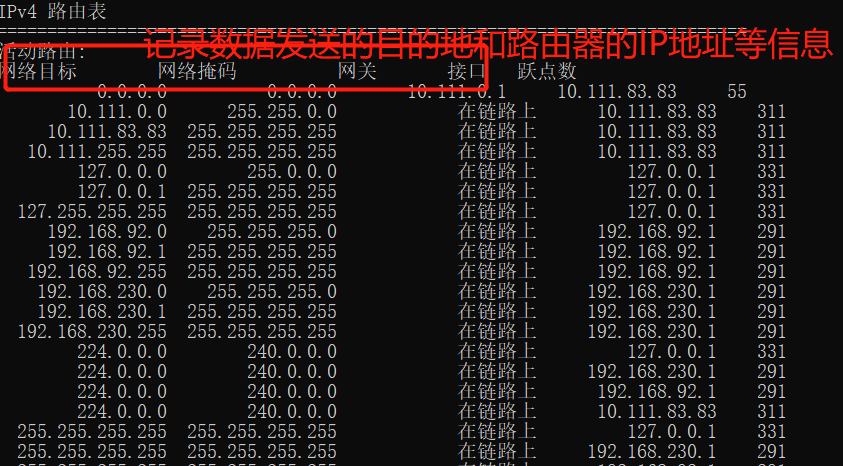 IPv4 路由表
===========================================================================
活动路由:
记录数据发送的目的地和路由器的IP地址等信息
网络目标 网络掩码 网关 接口 跃点数
0.0.0.0 0.0.0.0 10.111.0.1 10.111.83.83 55
10.111.0.0 255.255.0.0 在链路上 10.111.83.83 311
10.111.83.83 255.255.255.255 在链路上 10.111.83.83 311
10.111.255.255 255.255.255.255 在链路上 10.111.83.83 311
127.0.0.0 255.0.0.0 在链路上 127.0.0.1 331
127.0.0.1 255.255.255.255 在链路上 127.0.0.1 331
127.255.255.255 255.255.255.255 在链路上 127.0.0.1 331
192.168.92.0 255.255.255.0 在链路上 192.168.92.1 291
192.168.92.1 255.255.255.255 在链路上 192.168.92.1 291
192.168.92.255 255.255.255.255 在链路上 192.168.92.1 291
192.168.230.0 255.255.255.0 在链路上 192.168.230.1 291
192.168.230.1 255.255.255.255 在链路上 192.168.230.1 291
192.168.230.255 255.255.255.255 在链路上 192.168.230.1 291
224.0.0.0 240.0.0.0 在链路上 127.0.0.1 331
224.0.0.0 240.0.0.0 在链路上 192.168.230.1 291
224.0.0.0 240.0.0.0 在链路上 192.168.92.1 291
224.0.0.0 240.0.0.0 在链路上 10.111.83.83 311
255.255.255.255 255.255.255.255 在链路上 127.0.0.1 331
255.255.255.255 255.255.255.255 在链路上 192.168.230.1 291